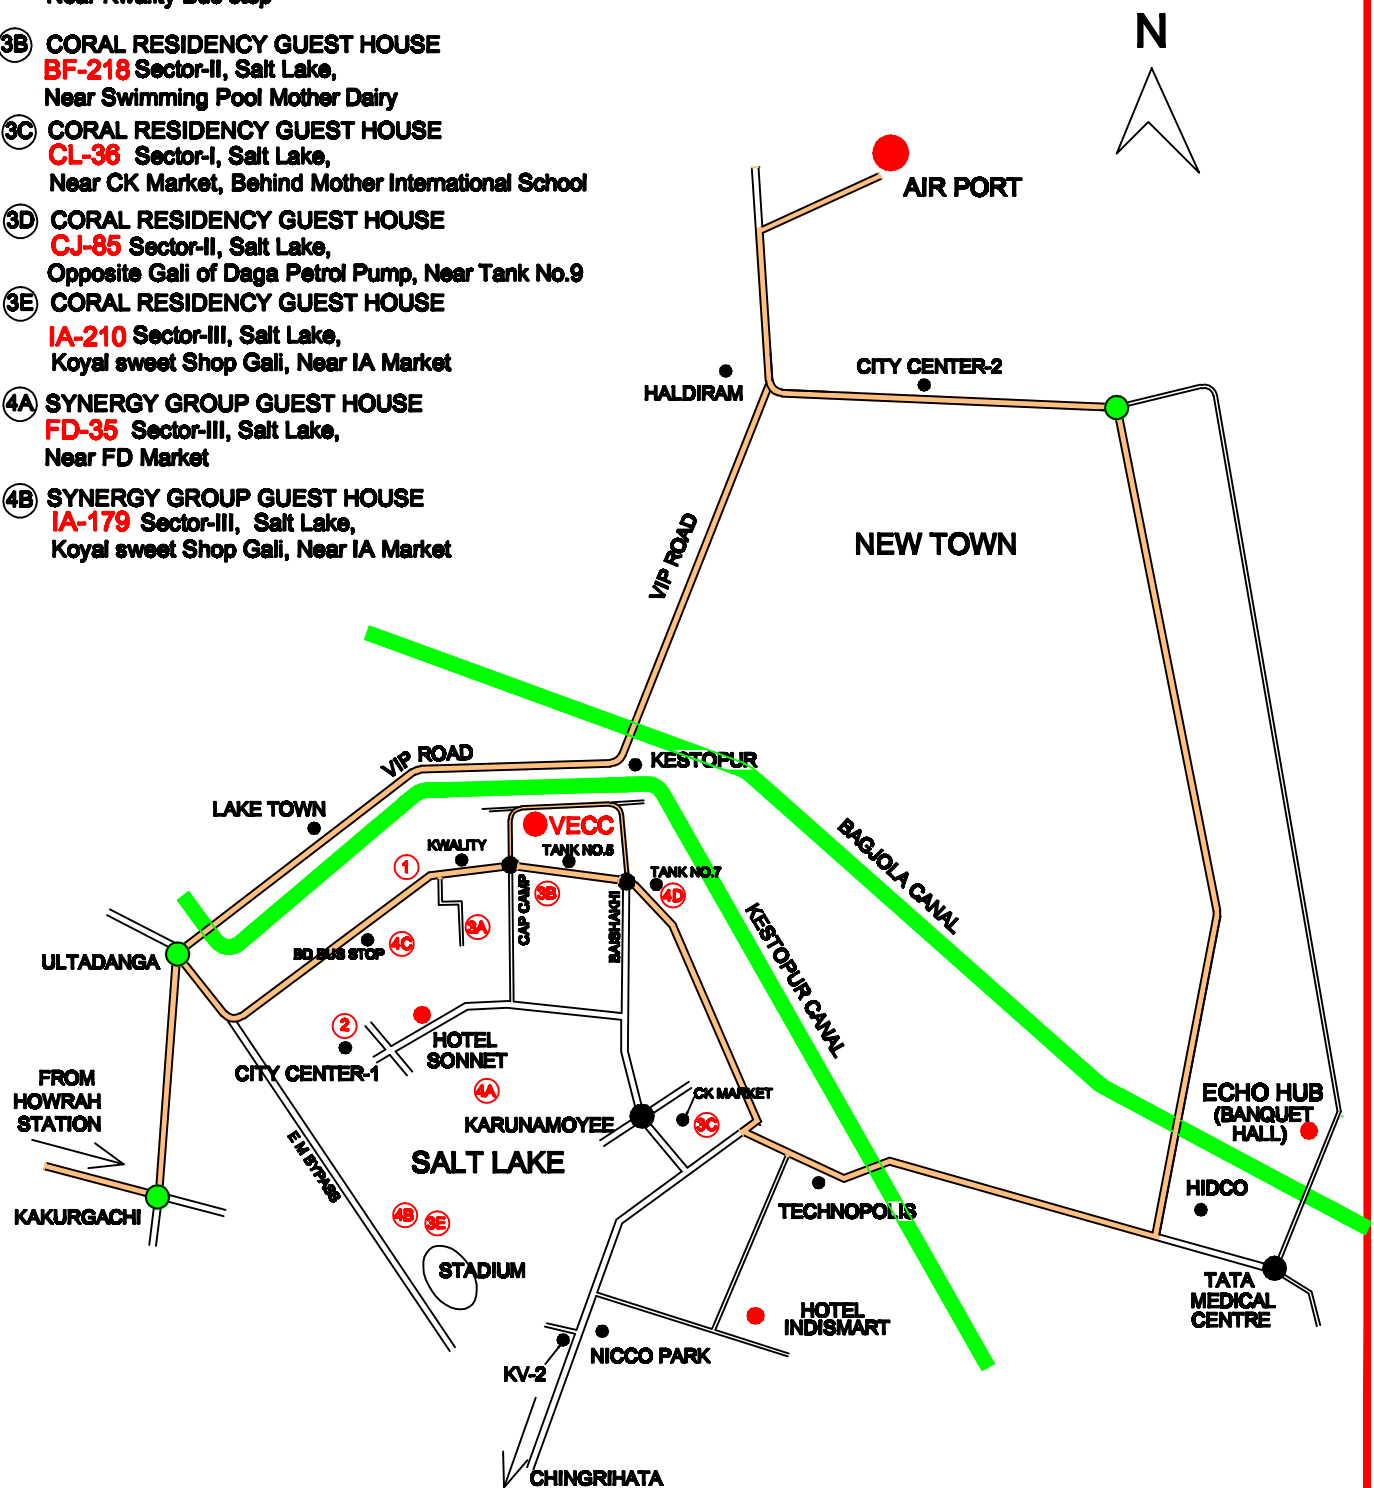 Near Kwality Bus stop
3B CORAL RESIDENCY GUEST HOUSE
BF-218 Sector-II, Salt Lake,
Near Swimming Pool Mother Dairy
3C CORAL RESIDENCY GUEST HOUSE
CL-36 Sector-I, Salt Lake,
Near CK Market, Behind Mother International School
3D CORAL RESIDENCY GUEST HOUSE
CJ-85 Sector-II, Salt Lake,
Opposite Gali of Daga Petrol Pump, Near Tank No.9
3E CORAL RESIDENCY GUEST HOUSE
IA-210 Sector-III, Salt Lake,
Koyal sweet Shop Gali, Near IA Market
4A SYNERGY GROUP GUEST HOUSE
FD-35 Sector-III, Salt Lake,
Near FD Market
4B SYNERGY GROUP GUEST HOUSE
IA-179 Sector-III, Salt Lake,
Koyal sweet Shop Gali, Near IA Market
N
AIR PORT
CITY CENTER-2
HALDIRAM
VIP ROAD
NEW TOWN
VIP ROAD
KESTOPUR
LAKE TOWN
VECC
KWALITY
TANK NO.5
1
TANK NO.7
3B
4D
CAP CAMP
BAISHAKHI
BAGJOLA CANAL
KESTOPUR CANAL
3A
4C
BD BUS STOP
ULTADANGA
2
HOTEL
SONNET
CITY CENTER-1
FROM
HOWRAH
STATION
4A
CK MARKET
3C
KARUNAMOYEE
ECHO HUB
(BANQUET
HALL)
E M BYPASS
SALT LAKE
HIDCO
TECHNOPOLIS
KAKURGACHI
4B
3E
STADIUM
TATA
MEDICAL
CENTRE
HOTEL
INDISMART
NICCO PARK
KV-2
CHINGRIHATA